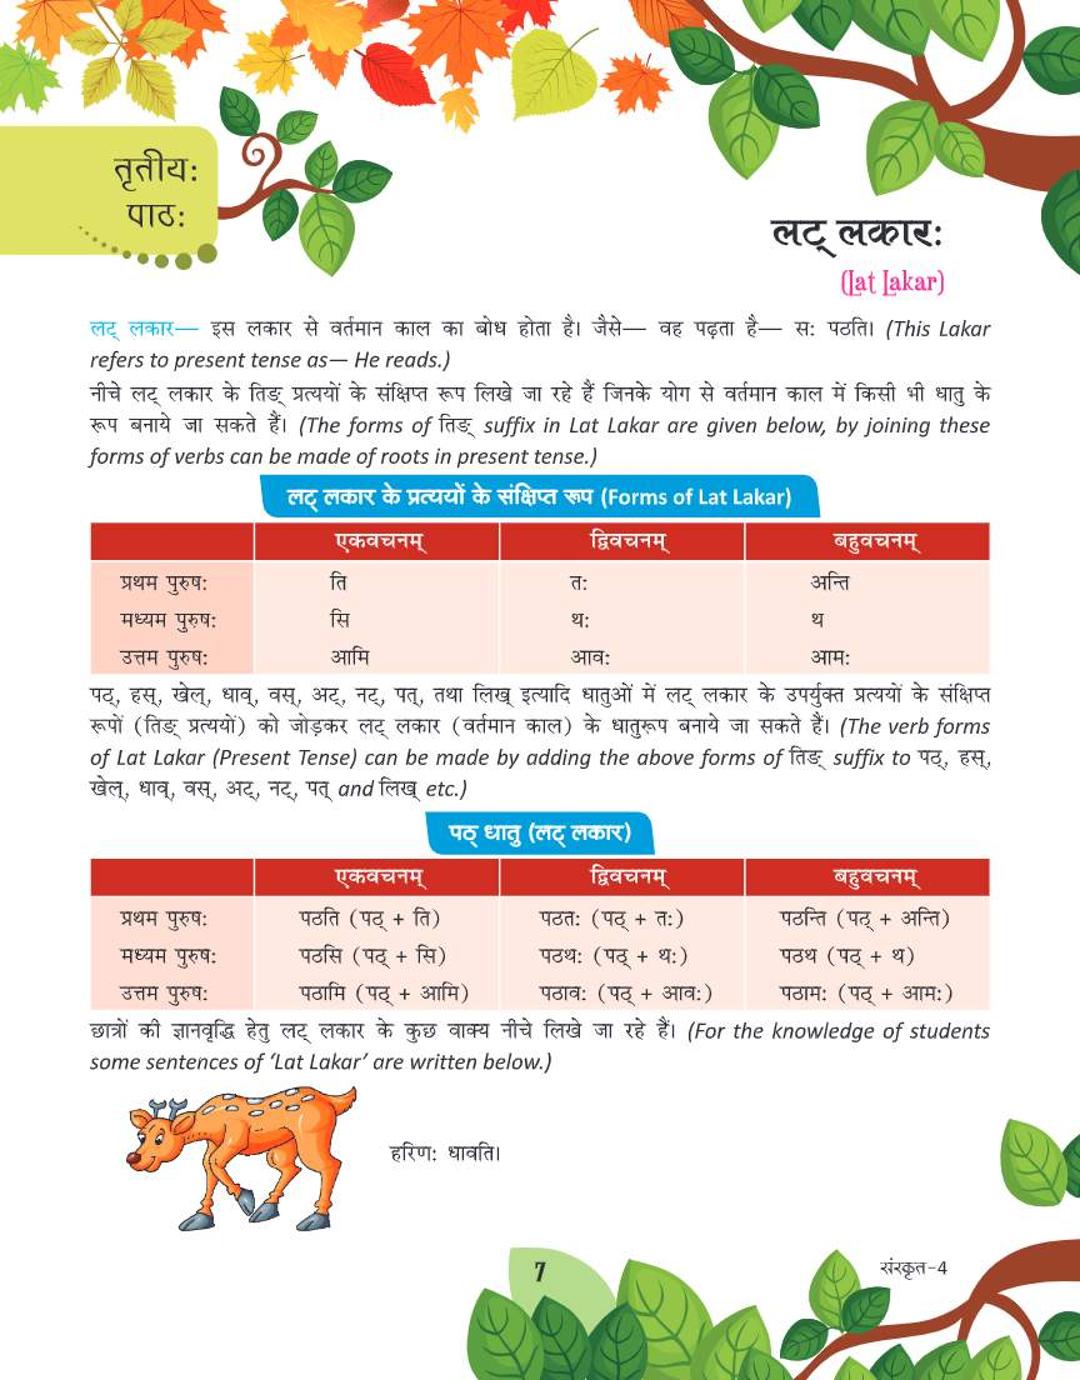 तृतीयः
पाठः
लट् लकारः
(Lat Lakar)
लट् लकार— इस लकार से वर्तमान काल का बोध होता है। जैसे— वह पढ़ता है— सः पठति। (This Lakar
refers to present tense as— He reads.)
नीचे लट् लकार के तिङ् प्रत्ययों के संक्षिप्त रूप लिखे जा रहे हैं जिनके योग से वर्तमान काल में किसी भी धातु के
रूप बनाये जा सकते हैं। (The forms of तिङ् suffix in Lat Lakar are given below, by joining these
forms of verbs can be made of roots in present tense.)
लट् लकार के प्रत्ययों के संक्षिप्त रूप (Forms of Lat Lakar)
एकवचनम् द्विवचनम् बहुवचनम्
प्रथम पुरुषः ति तः अन्ति
मध्यम पुरुषः सि थः थ
उत्तम पुरुषः आमि आवः आमः
पठ्, हस्, खेल्, धाव्, वस्, अट्, नट्, पत्, तथा लिख् इत्यादि धातुओं में लट् लकार के उपर्युक्त प्रत्ययों के संक्षिप्त
रूपों (तिङ् प्रत्ययों) को जोड़कर लट् लकार (वर्तमान काल) के धातुरूप बनाये जा सकते हैं। (The verb forms
of Lat Lakar (Present Tense) can be made by adding the above forms of तिङ् suffix to पठ्, हस्,
खेल्, धाव्, वस्, अट्, नट्, पत् and लिख् etc.)
पठ् धातु (लट् लकार)
एकवचनम् द्विवचनम् बहुवचनम्
प्रथम पुरुषः पठति (पठ् + ति) पठतः (पठ् + तः) पठन्ति (पठ् + अन्ति)
मध्यम पुरुषः पठसि (पठ् + सि) पठथः (पठ् + थः) पठथ (पठ् + थ)
उत्तम पुरुषः पठामि (पठ् + आमि) पठावः (पठ् + आवः) पठामः (पठ् + आमः)
छात्रों की ज्ञानवृद्धि हेतु लट् लकार के कुछ वाक्य नीचे लिखे जा रहे हैं। (For the knowledge of students
some sentences of ‘Lat Lakar’ are written below.)
हरिणः धावति।
7
संस्कृत-4